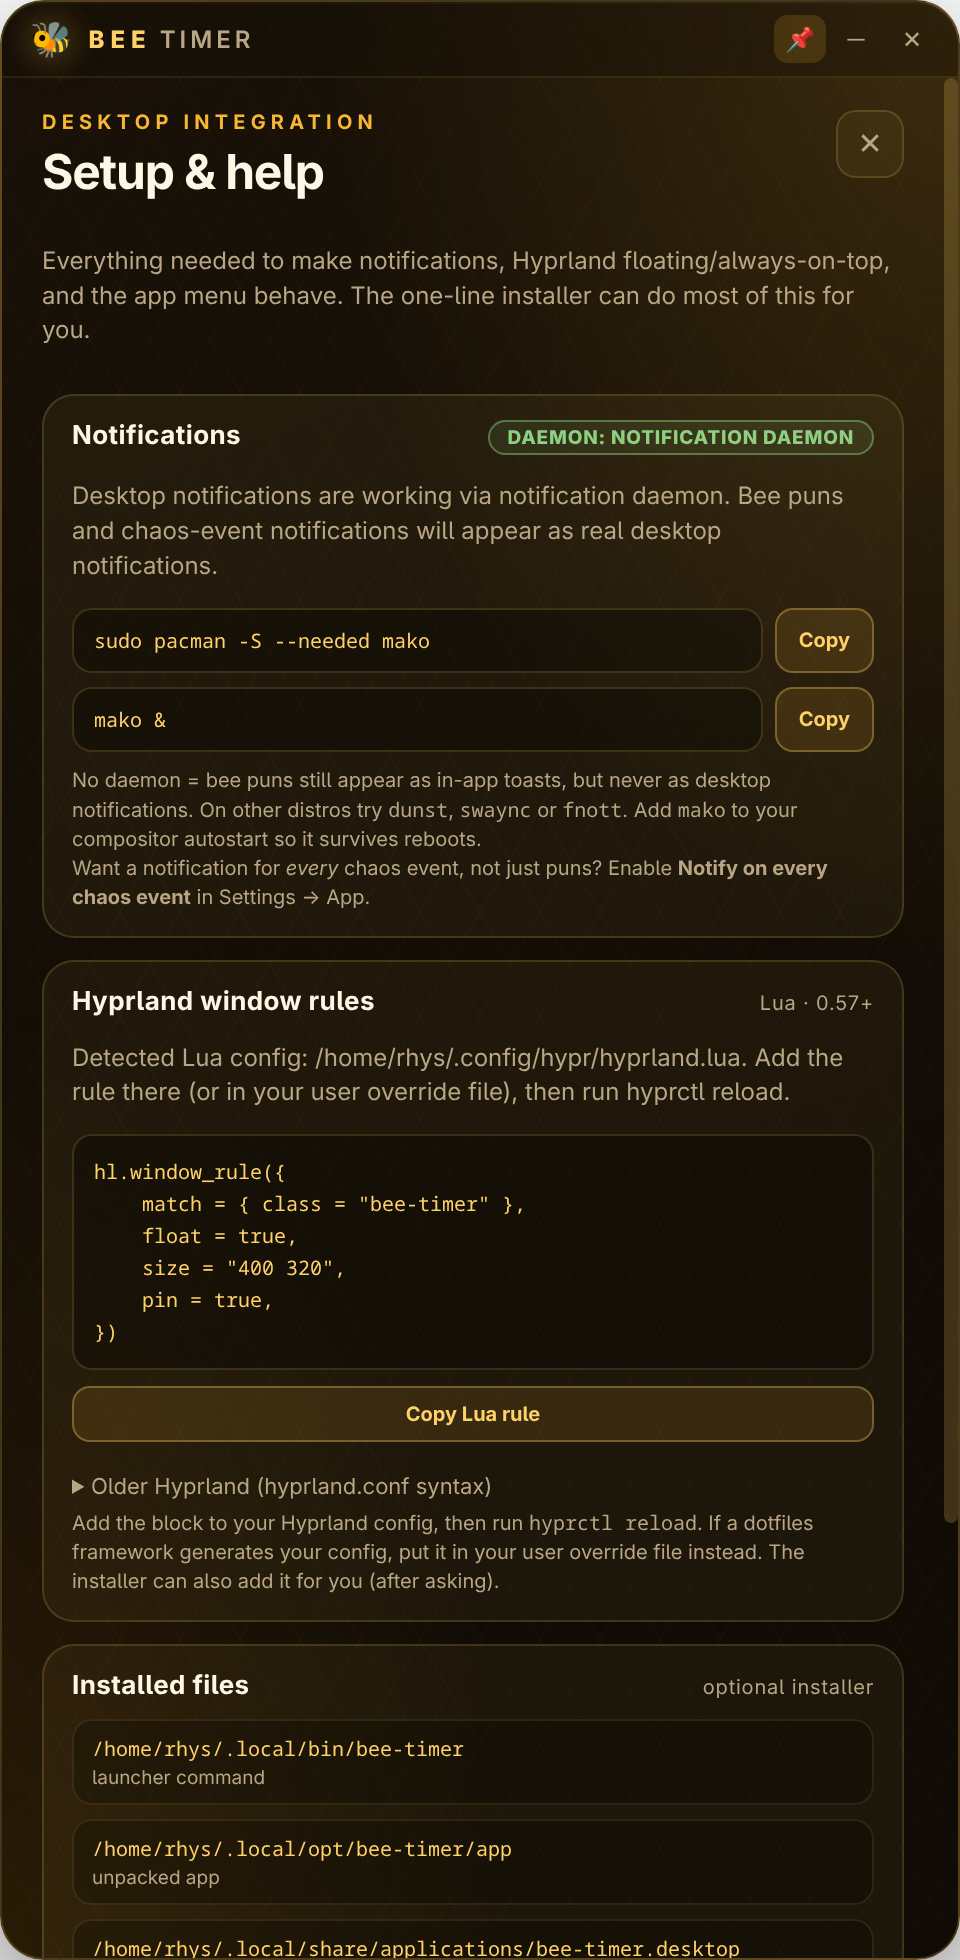 BEE TIMER
DESKTOP INTEGRATION
Setup & help
Everything needed to make notifications, Hyprland floating/always-on-top,
and the app menu behave. The one-line installer can do most of this for
you.
Notifications
DAEMON: NOTIFICATION DAEMON
Desktop notifications are working via notification daemon. Bee puns
and chaos-event notifications will appear as real desktop
notifications.
sudo pacman -S --needed mako
Copy
mako &
Copy
No daemon = bee puns still appear as in-app toasts, but never as desktop
notifications. On other distros try dunst, swaync or fnott. Add mako to your
compositor autostart so it survives reboots.
Want a notification for every chaos event, not just puns? Enable Notify on every
chaos event in Settings → App.
Hyprland window rules
Lua · 0.57+
Detected Lua config: /home/rhys/.config/hypr/hyprland.lua. Add the
rule there (or in your user override file), then run hyprctl reload.
hl.window_rule({
    match = { class = "bee-timer" },
    float = true,
    size = "400 320",
    pin = true,
})
Copy Lua rule
▶ Older Hyprland (hyprland.conf syntax)
Add the block to your Hyprland config, then run hyprctl reload. If a dotfiles
framework generates your config, put it in your user override file instead. The
installer can also add it for you (after asking).
Installed files
optional installer
/home/rhys/.local/bin/bee-timer
launcher command
/home/rhys/.local/opt/bee-timer/app
unpacked app
/home/rhys/.local/share/applications/bee-timer.desktop